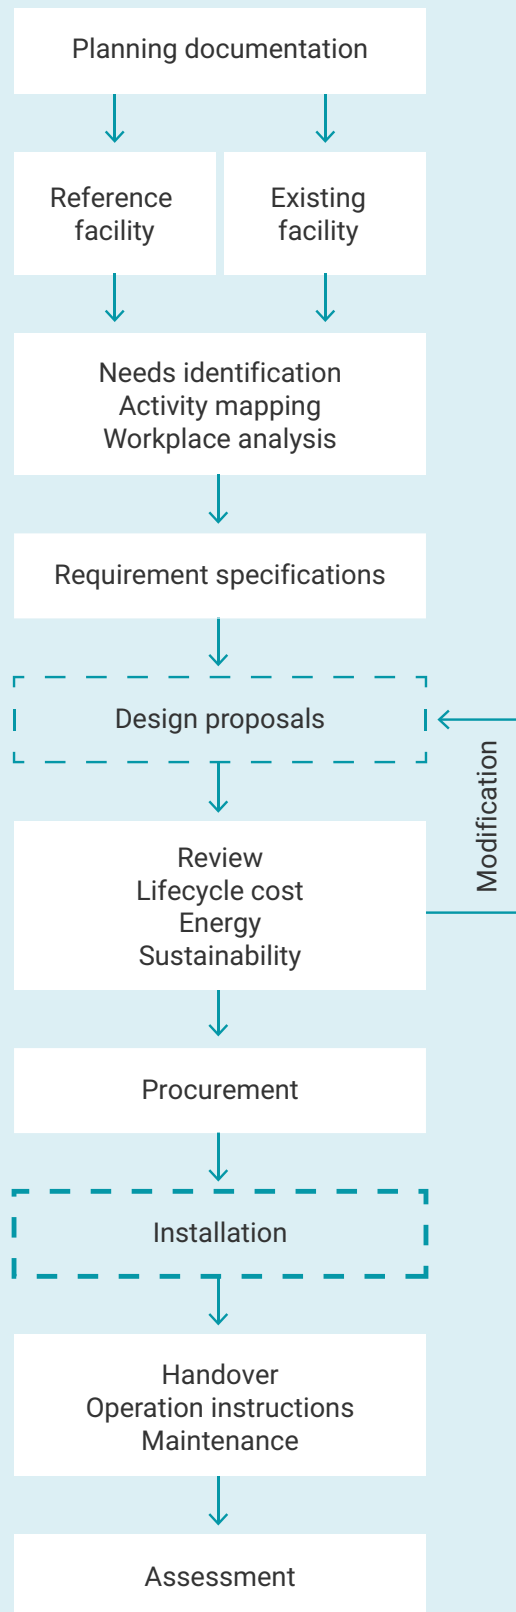 Planning documentation
Reference
facility
Existing
facility
Needs identification
Activity mapping
Workplace analysis
Requirement specifications
Design proposals
Modification
Review
Lifecycle cost
Energy
Sustainability
Procurement
Installation
Handover
Operation instructions
Maintenance
Assessment